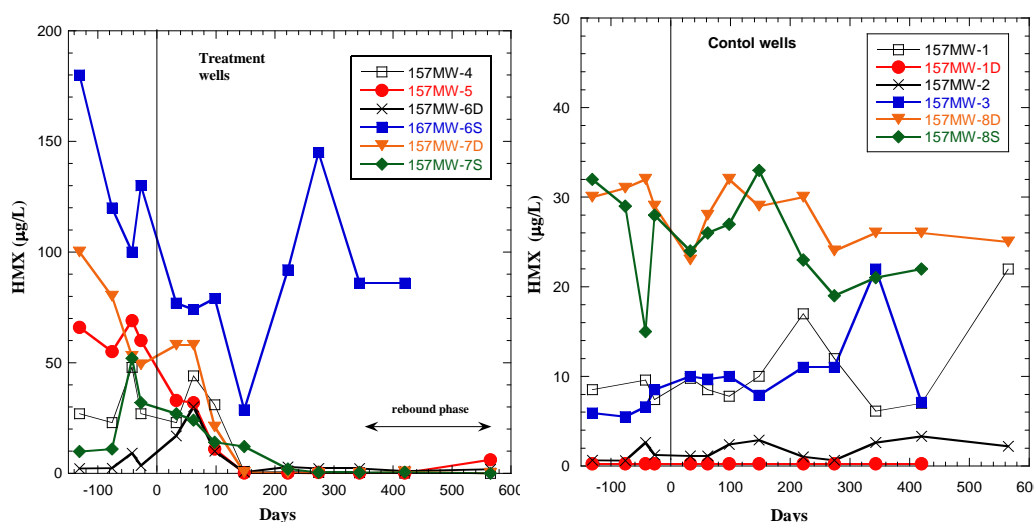 200
150
100
50
0
HMX (µg/L)
Treatment
wells
157MW-4
157MW-5
157MW-6D
167MW-6S
157MW-7D
157MW-7S
rebound phase
-100 0 100 200 300 400 500 600
Days
50
40
30
20
10
0
HMX (µg/L)
Contol wells
157MW-1
157MW-1D
157MW-2
157MW-3
157MW-8D
157MW-8S
-100 0 100 200 300 400 500 600
Days